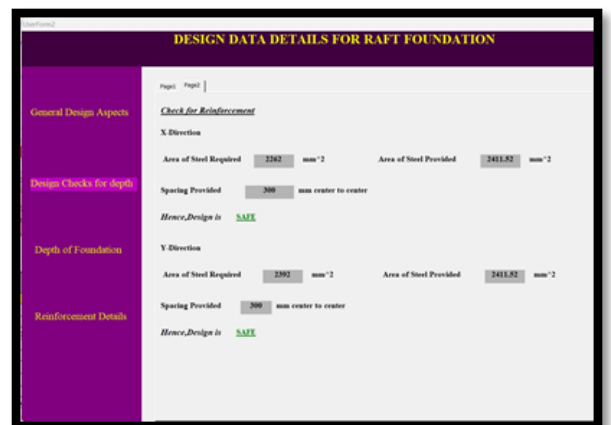 UserForm2
DESIGN DATA DETAILS FOR RAFT FOUNDATION
General Design Aspects
Design Checks for depth
Depth of Foundation
Reinforcement Details
Page1 Page2
Check for Reinforcement
X-Direction
Area of Steel Required 2262 mm^2 Area of Steel Provided 2411.52 mm^2
Spacing Provided 300 mm center to center
Hence,Design is SAFE
Y-Direction
Area of Steel Required 2392 mm^2 Area of Steel Provided 2411.52 mm^2
Spacing Provided 300 mm center to center
Hence,Design is SAFE